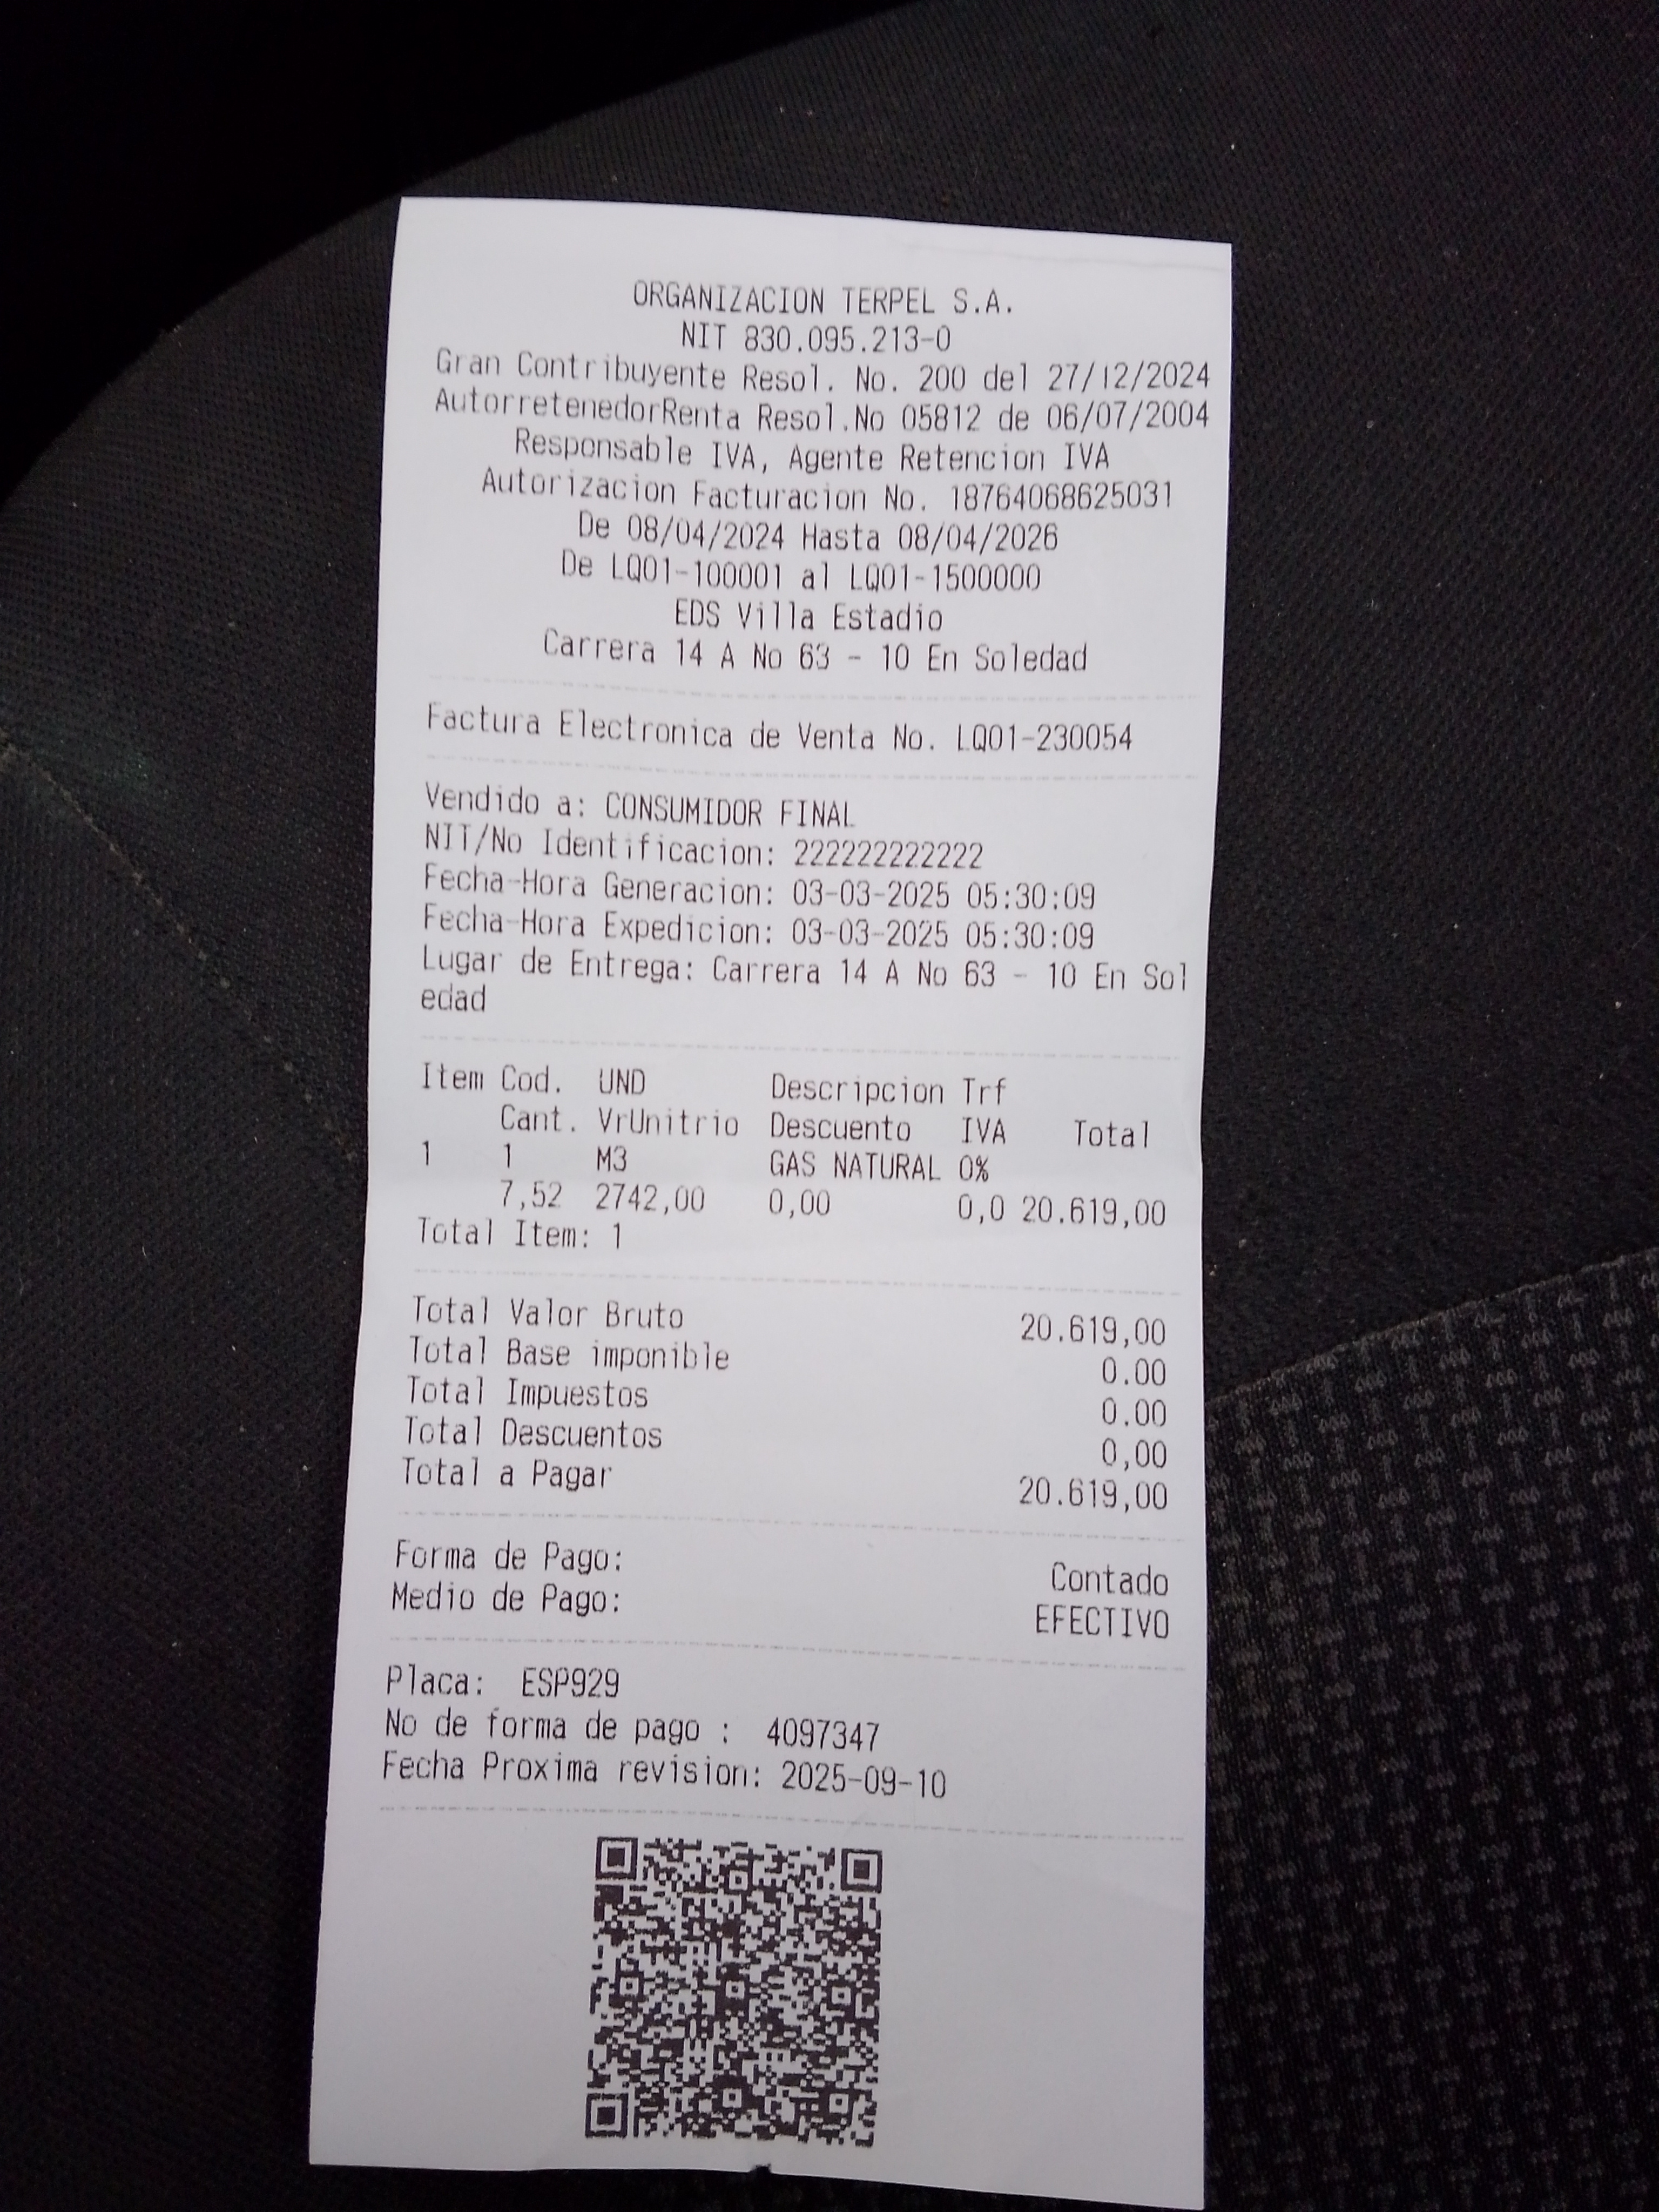 ORGANIZACION TERPEL S.A.
NIT 830.095.213-0
Gran Contribuyente Resol. No. 200 del 27/12/2024
AutorretenedorRenta Resol.No 05812 de 06/07/2004
Responsable IVA, Agente Retencion IVA
Autorizacion Facturacion No. 18764068625031
De 08/04/2024 Hasta 08/04/2026
De LQ01-100001 al LQ01-1500000
EDS Villa Estadio
Carrera 14 A No 63 - 10 En Soledad
Factura Electronica de Venta No. LQ01-230054
Vendido a: CONSUMIDOR FINAL
NIT/No Identificacion: 222222222222
Fecha-Hora Generacion: 03-03-2025 05:30:09
Fecha-Hora Expedicion: 03-03-2025 05:30:09
Lugar de Entrega: Carrera 14 A No 63 - 10 En Sol
edad
Item Cod. UND Descripcion Trf
Cant. VrUnitrio Descuento IVA Total
1 1 M3 GAS NATURAL 0%
7,52 2742,00 0,00 0,0 20.619,00
Total Item: 1
Total Valor Bruto 20.619,00
Total Base imponible 0.00
Total Impuestos 0.00
Total Descuentos 0,00
Total a Pagar 20.619,00
Forma de Pago: Contado
Medio de Pago: EFECTIVO
Placa: ESP929
No de forma de pago : 4097347
Fecha Proxima revision: 2025-09-10